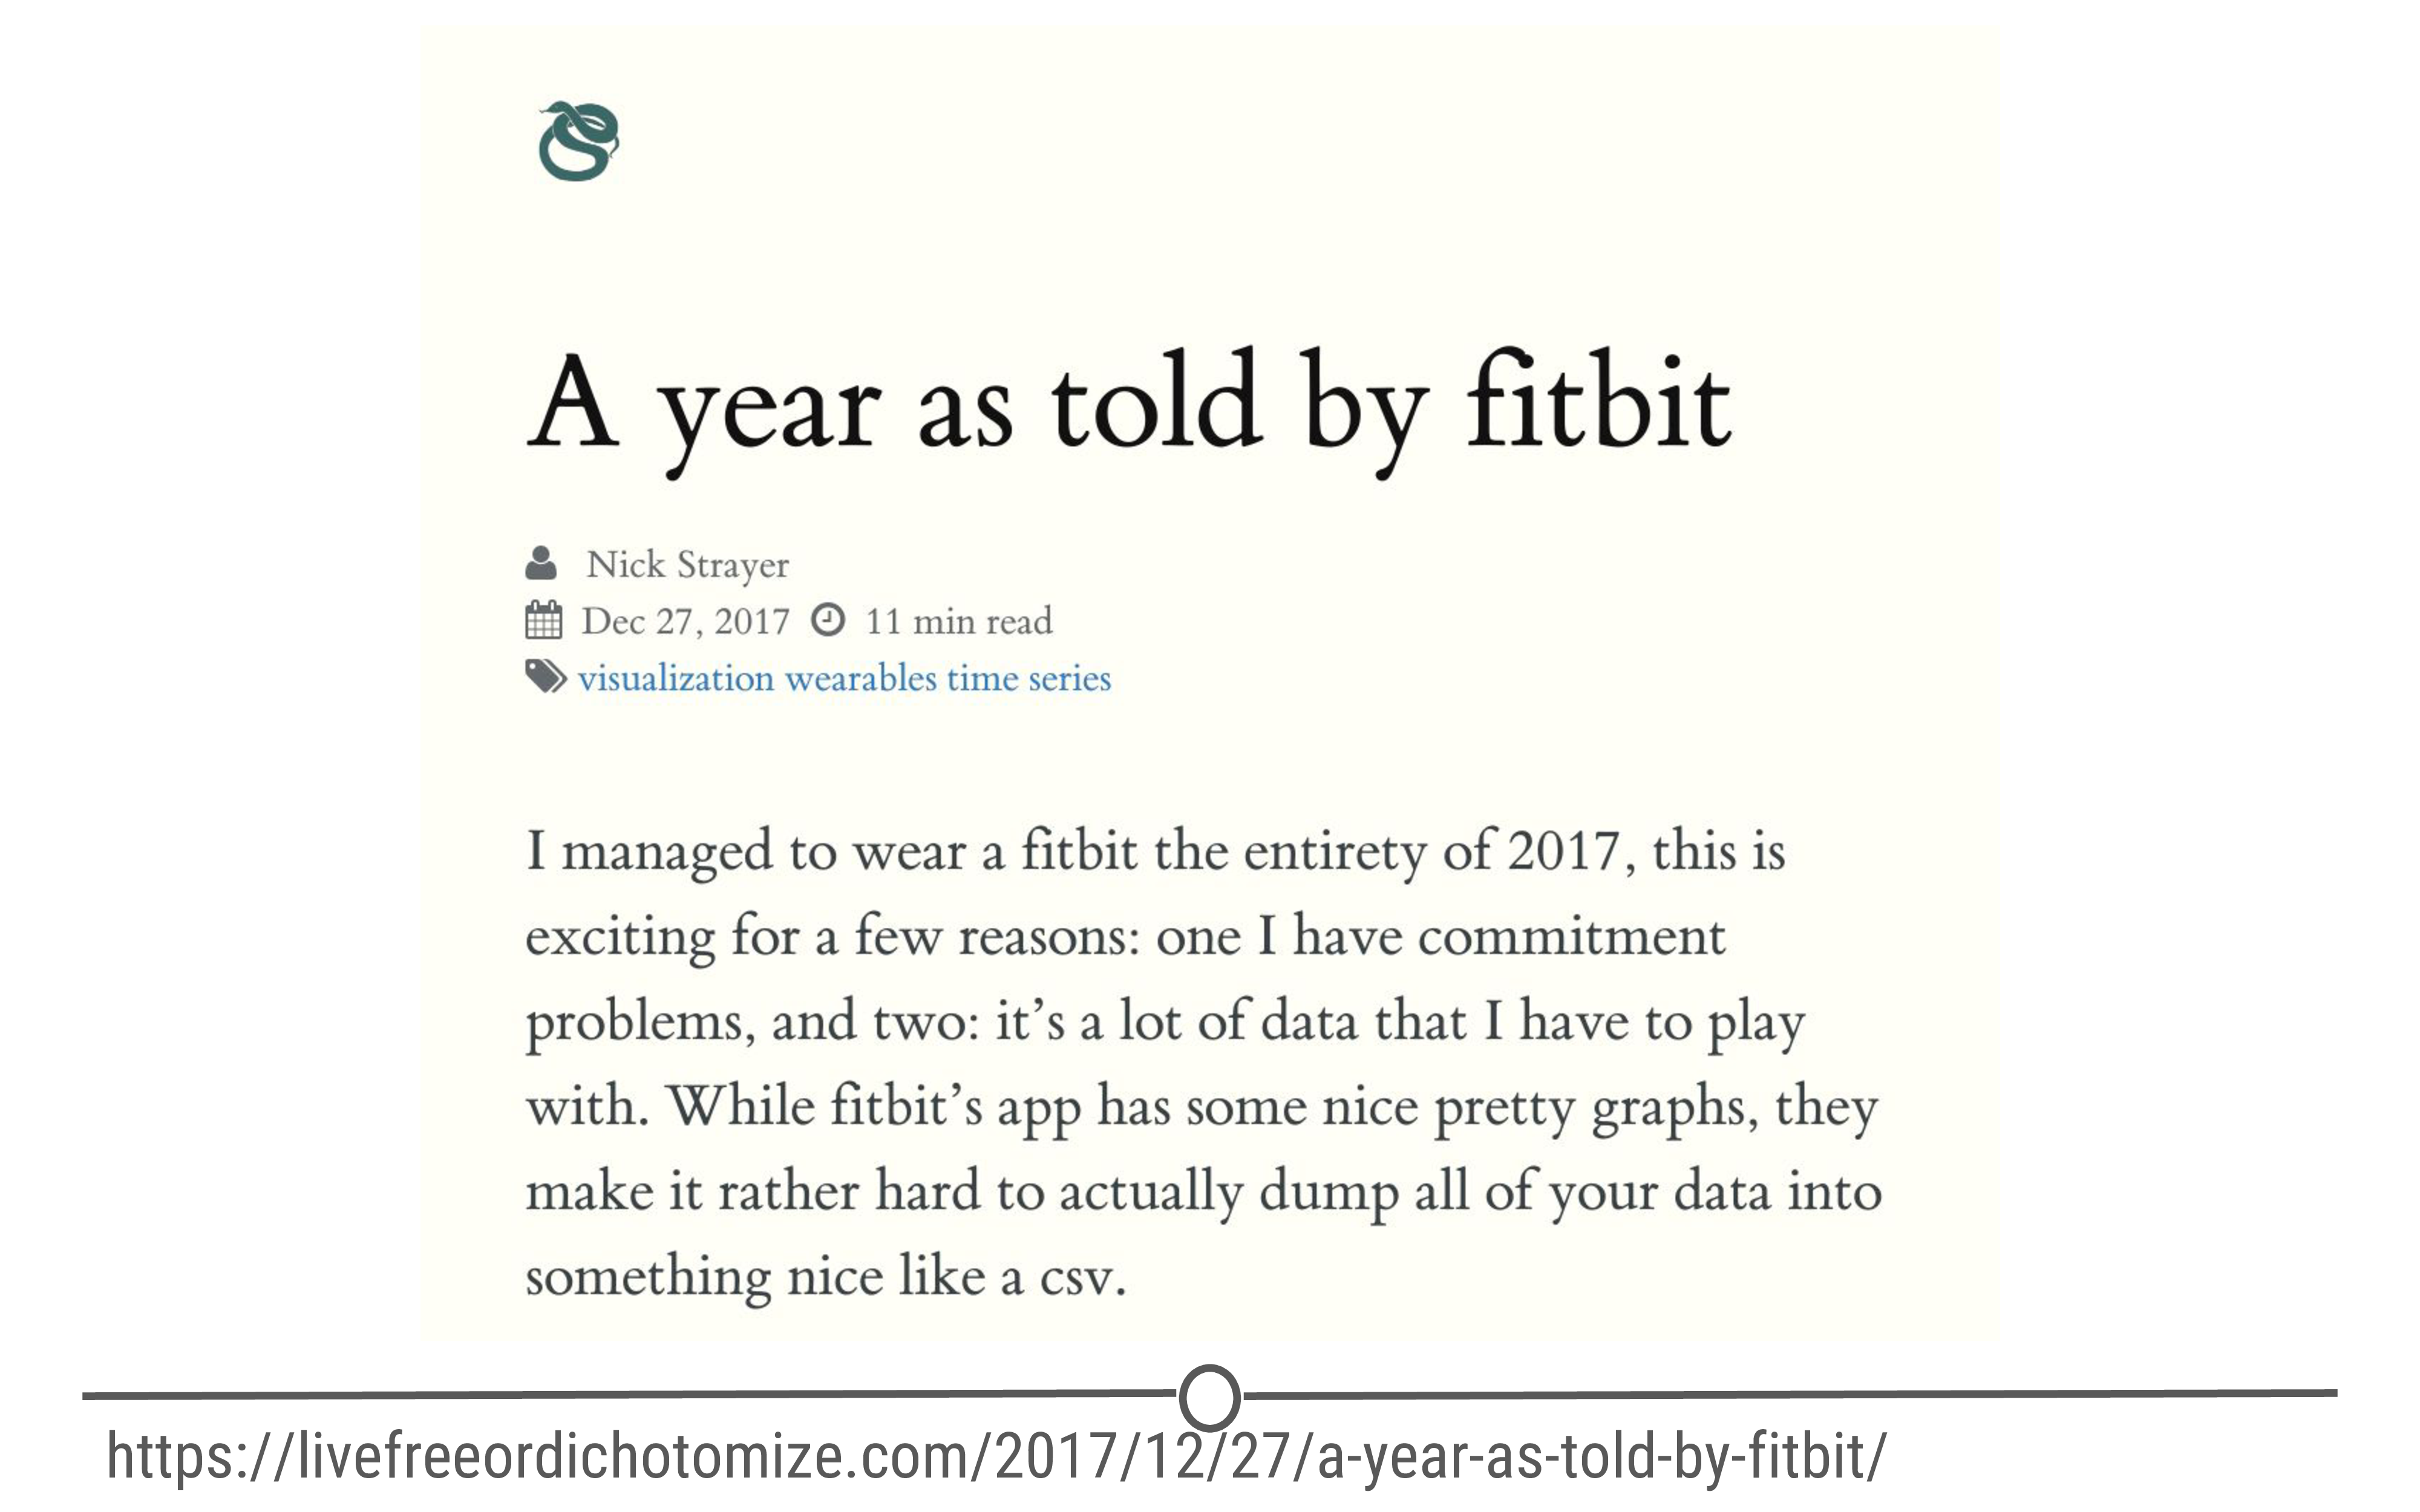 A year as told by fitbit
Nick Strayer
Dec 27, 2017 11 min read
visualization wearables time series
I managed to wear a fitbit the entirety of 2017, this is
exciting for a few reasons: one I have commitment
problems, and two: it’s a lot of data that I have to play
with. While fitbit’s app has some nice pretty graphs, they
make it rather hard to actually dump all of your data into
something nice like a csv.
https://livefreeordichotomize.com/2017/12/27/a-year-as-told-by-fitbit/